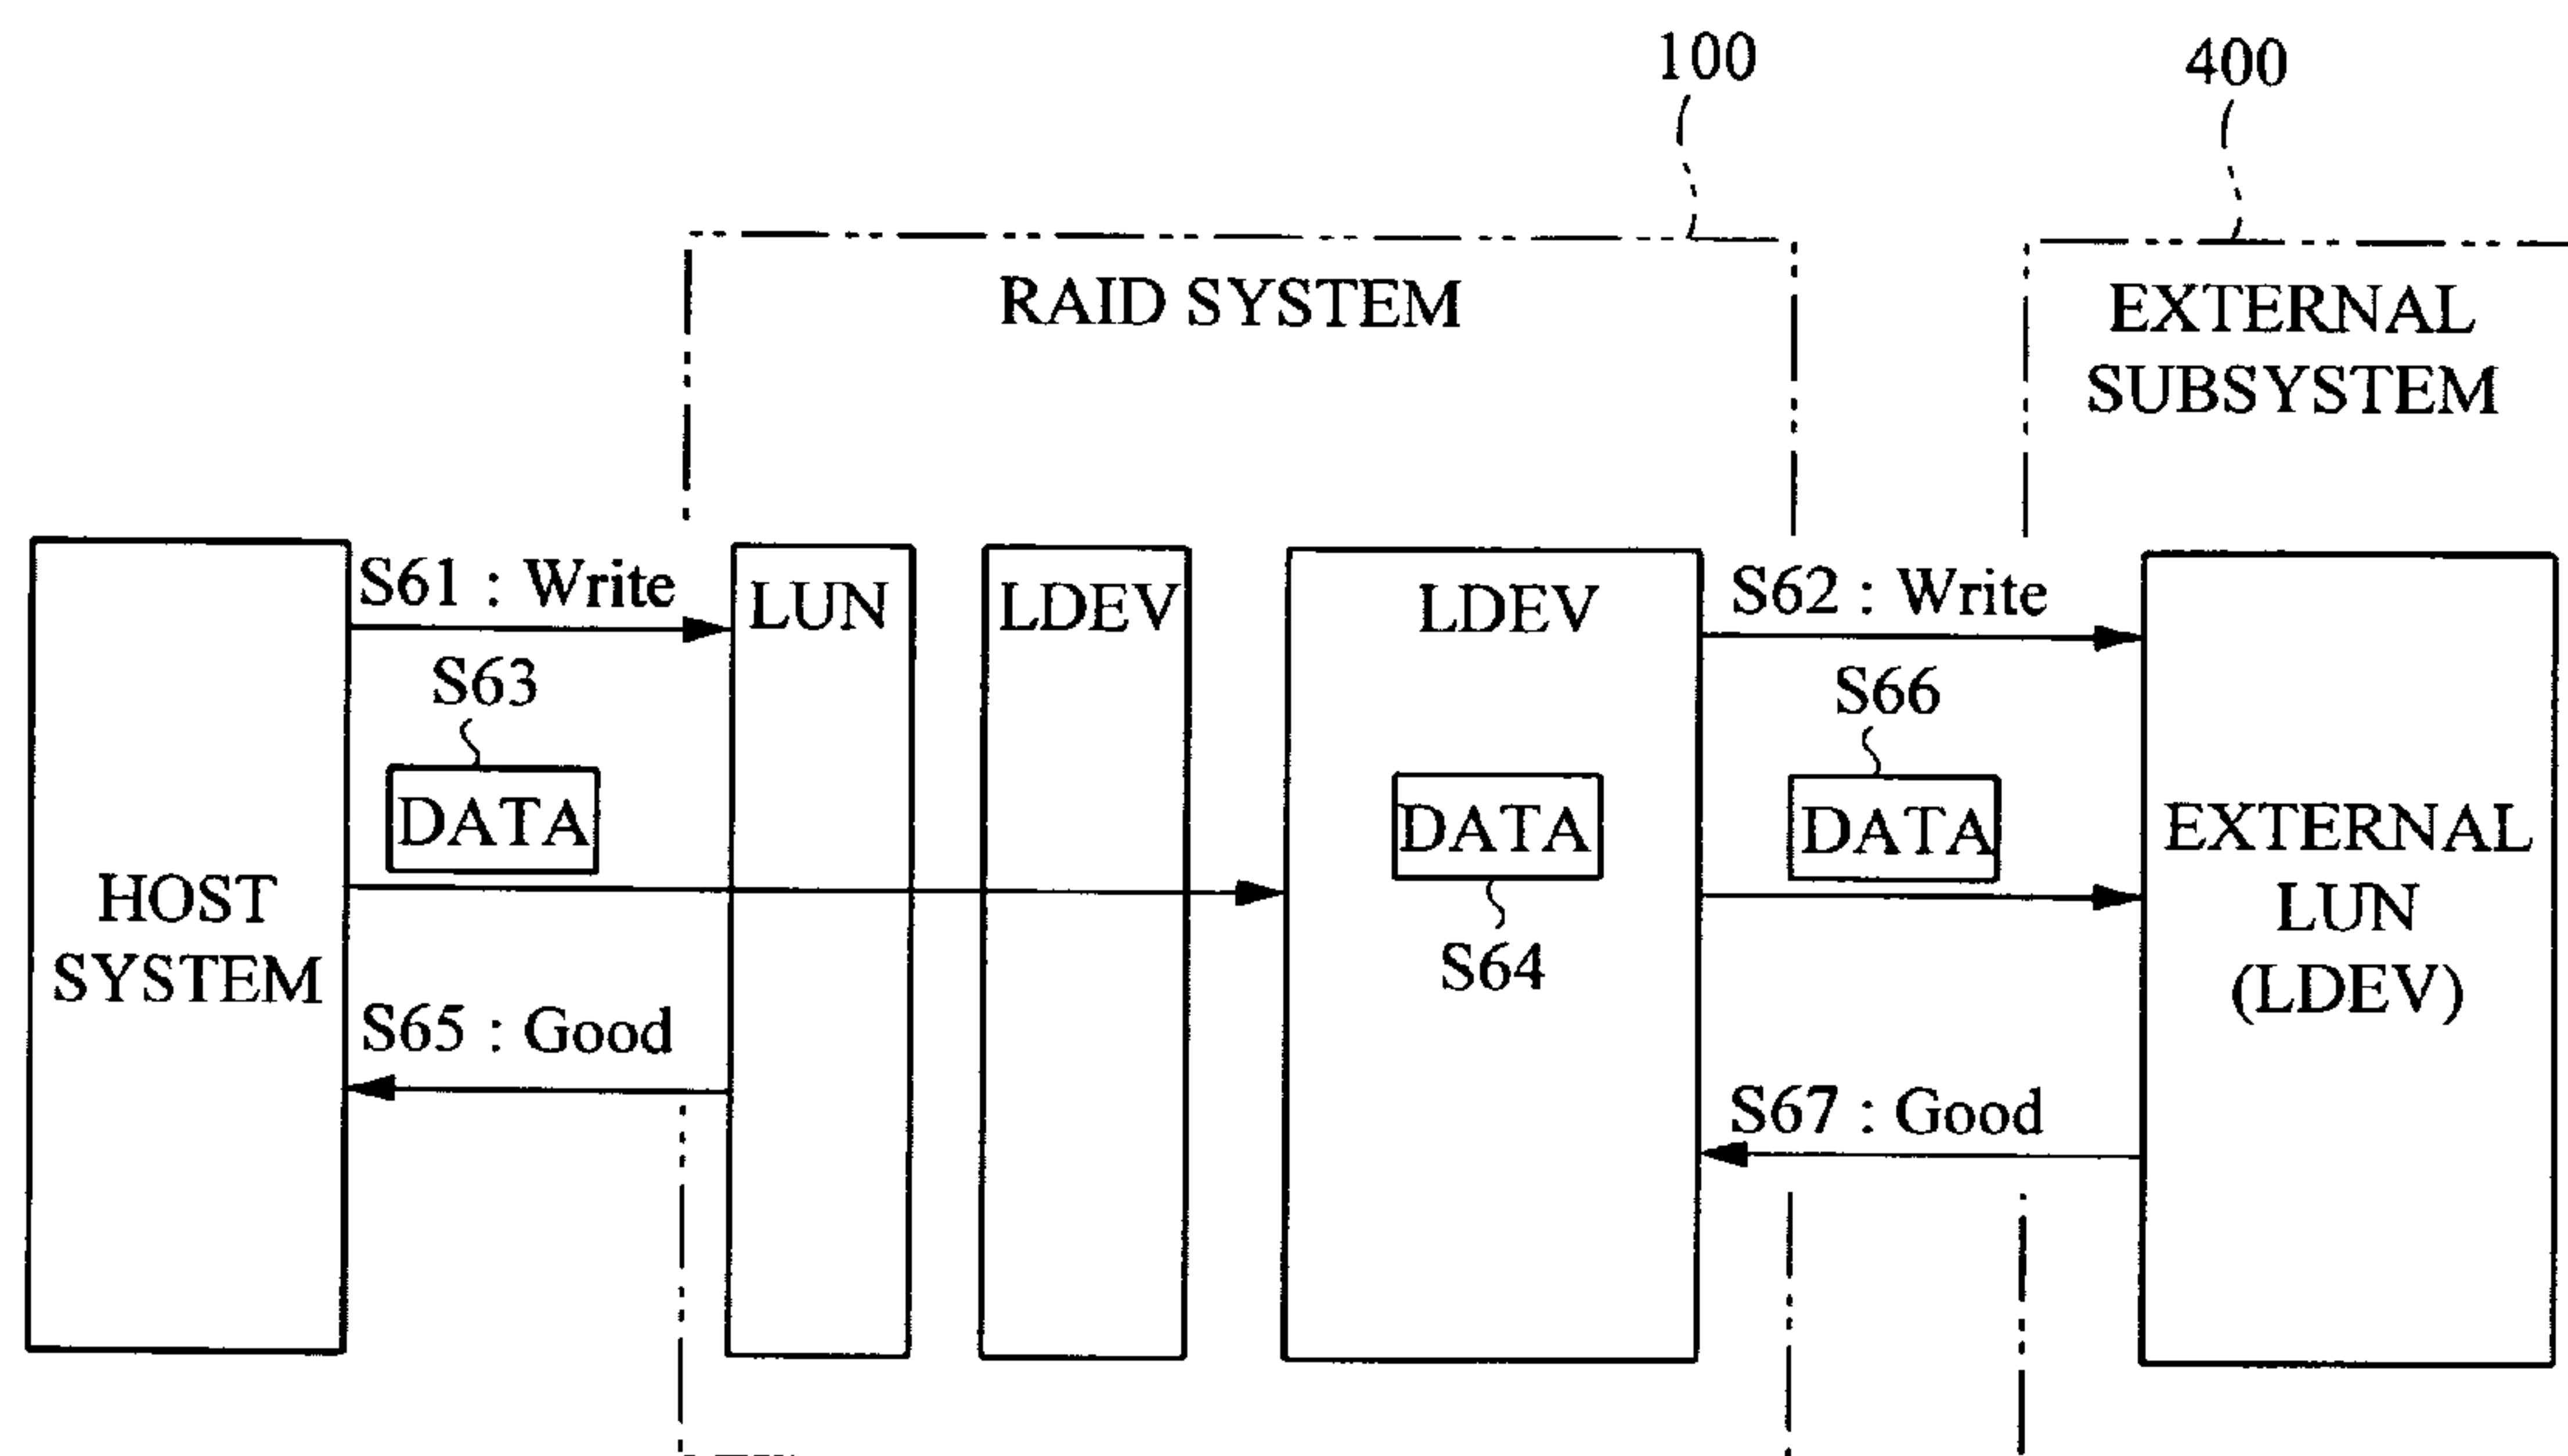 100
400
RAID SYSTEM
EXTERNAL
SUBSYSTEM
S61 : Write
LUN
LDEV
LDEV
S62 : Write
S63
S66
DATA
DATA
DATA
HOST
SYSTEM
EXTERNAL
LUN
(LDEV)
S64
S65 : Good
S67 : Good